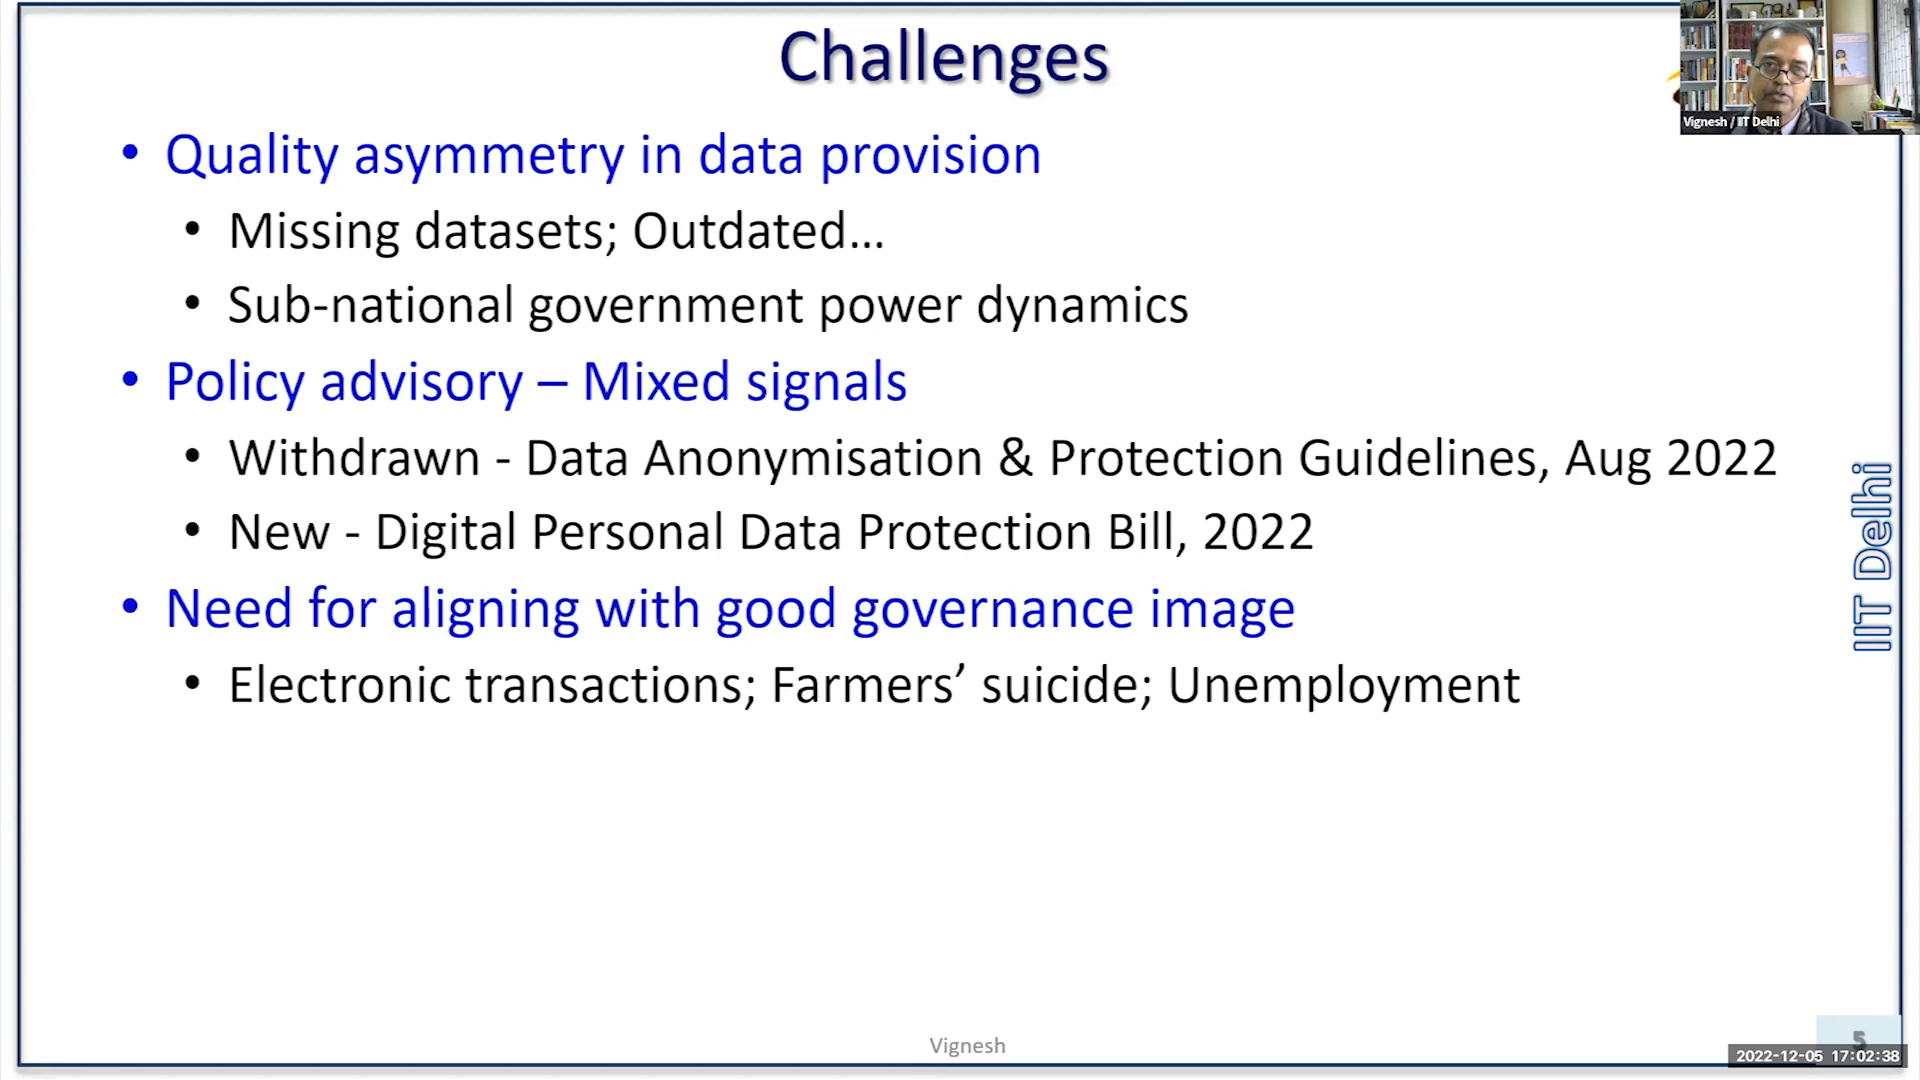 Challenges
Vignesh / IIT Delhi
• Quality asymmetry in data provision
• Missing datasets; Outdated...
• Sub-national government power dynamics
• Policy advisory – Mixed signals
• Withdrawn - Data Anonymisation & Protection Guidelines, Aug 2022
• New - Digital Personal Data Protection Bill, 2022
• Need for aligning with good governance image
• Electronic transactions; Farmers’ suicide; Unemployment
IIT Delhi
Vignesh
5
2022-12-05 17:02:38